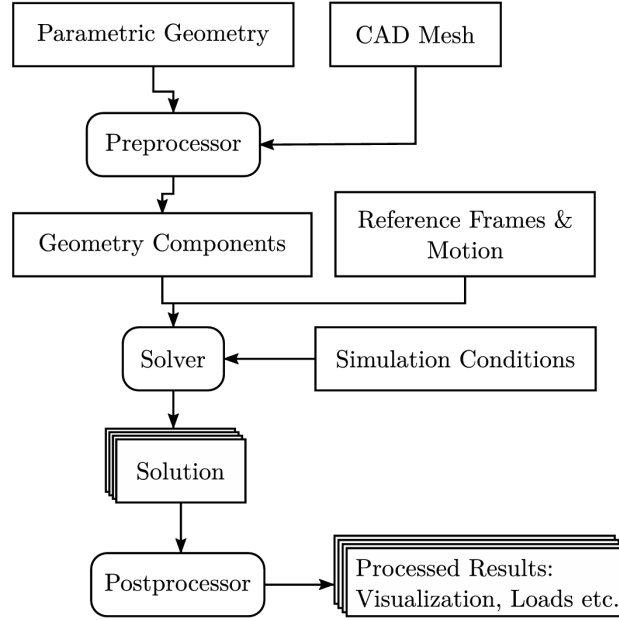 Parametric Geometry
CAD Mesh
Preprocessor
Geometry Components
Reference Frames &
Motion
Solver
Simulation Conditions
Solution
Postprocessor
Processed Results:
Visualization, Loads etc.